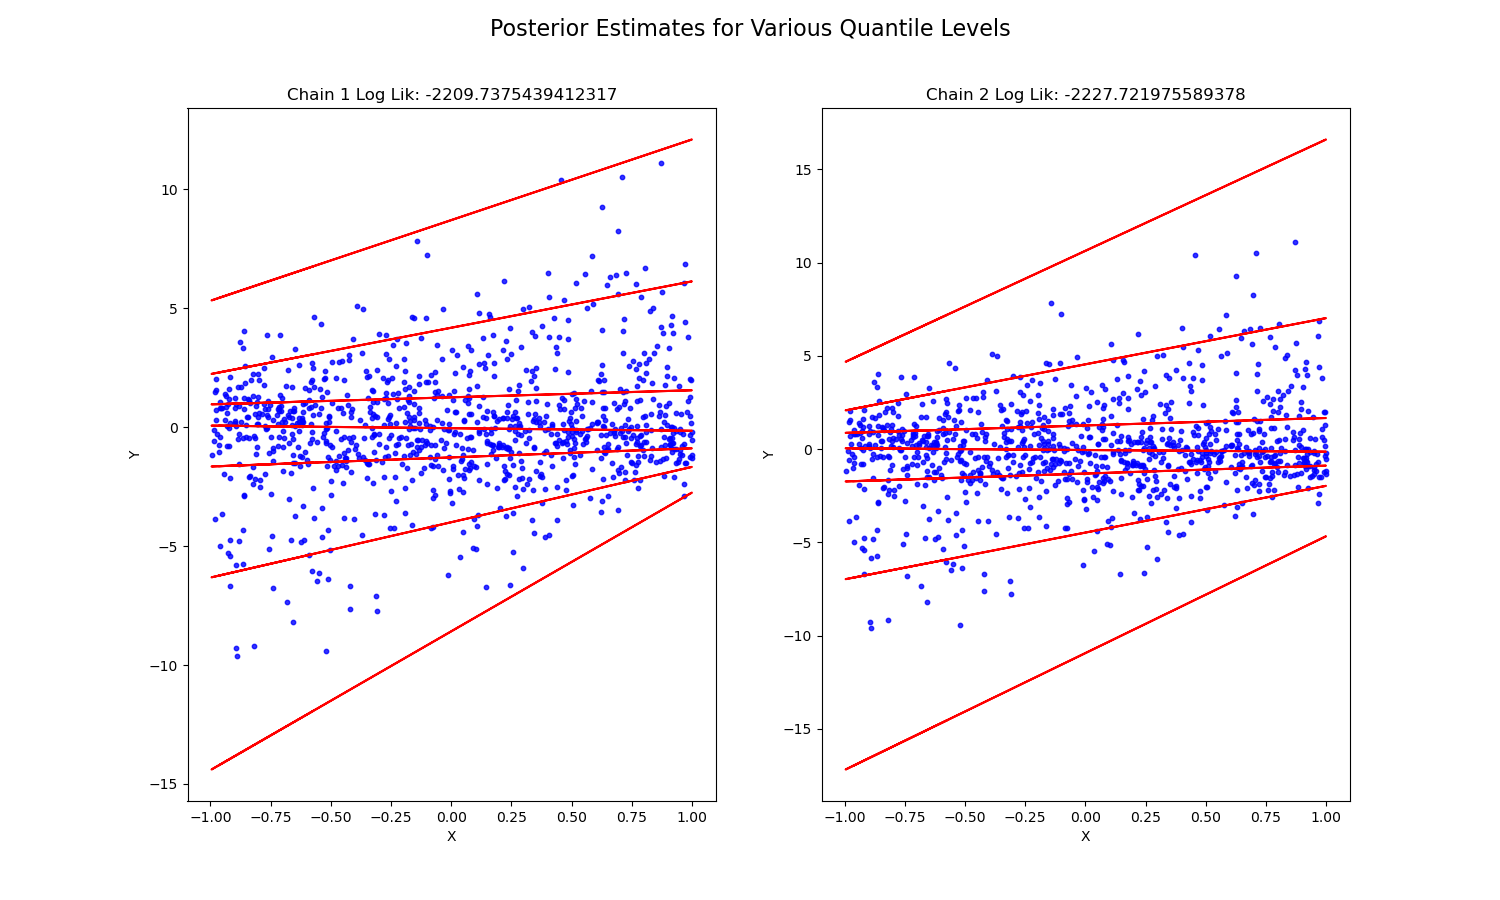 Posterior Estimates for Various Quantile Levels
Chain 1 Log Lik: -2209.7375439412317
10
5
0
−5
−10
−15
Y
−1.00 −0.75 −0.50 −0.25 0.00 0.25 0.50 0.75 1.00
X
Chain 2 Log Lik: -2227.721975589378
15
10
5
0
−5
−10
−15
Y
−1.00 −0.75 −0.50 −0.25 0.00 0.25 0.50 0.75 1.00
X